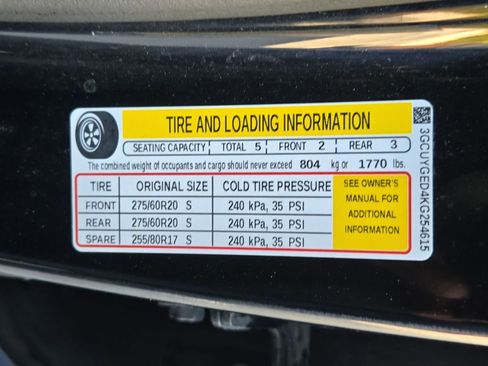 TIRE AND LOADING INFORMATION
SEATING CAPACITY TOTAL 5 FRONT 2 REAR 3
The combined weight of occupants and cargo should never exceed 804 kg or 1770 lbs.
TIRE ORIGINAL SIZE COLD TIRE PRESSURE
FRONT 275/60R20 S 240 kPa, 35 PSI
REAR 275/60R20 S 240 kPa, 35 PSI
SPARE 255/80R17 S 240 kPa, 35 PSI
SEE OWNER'S
MANUAL FOR
ADDITIONAL
INFORMATION
3GCUYGED4KG254615